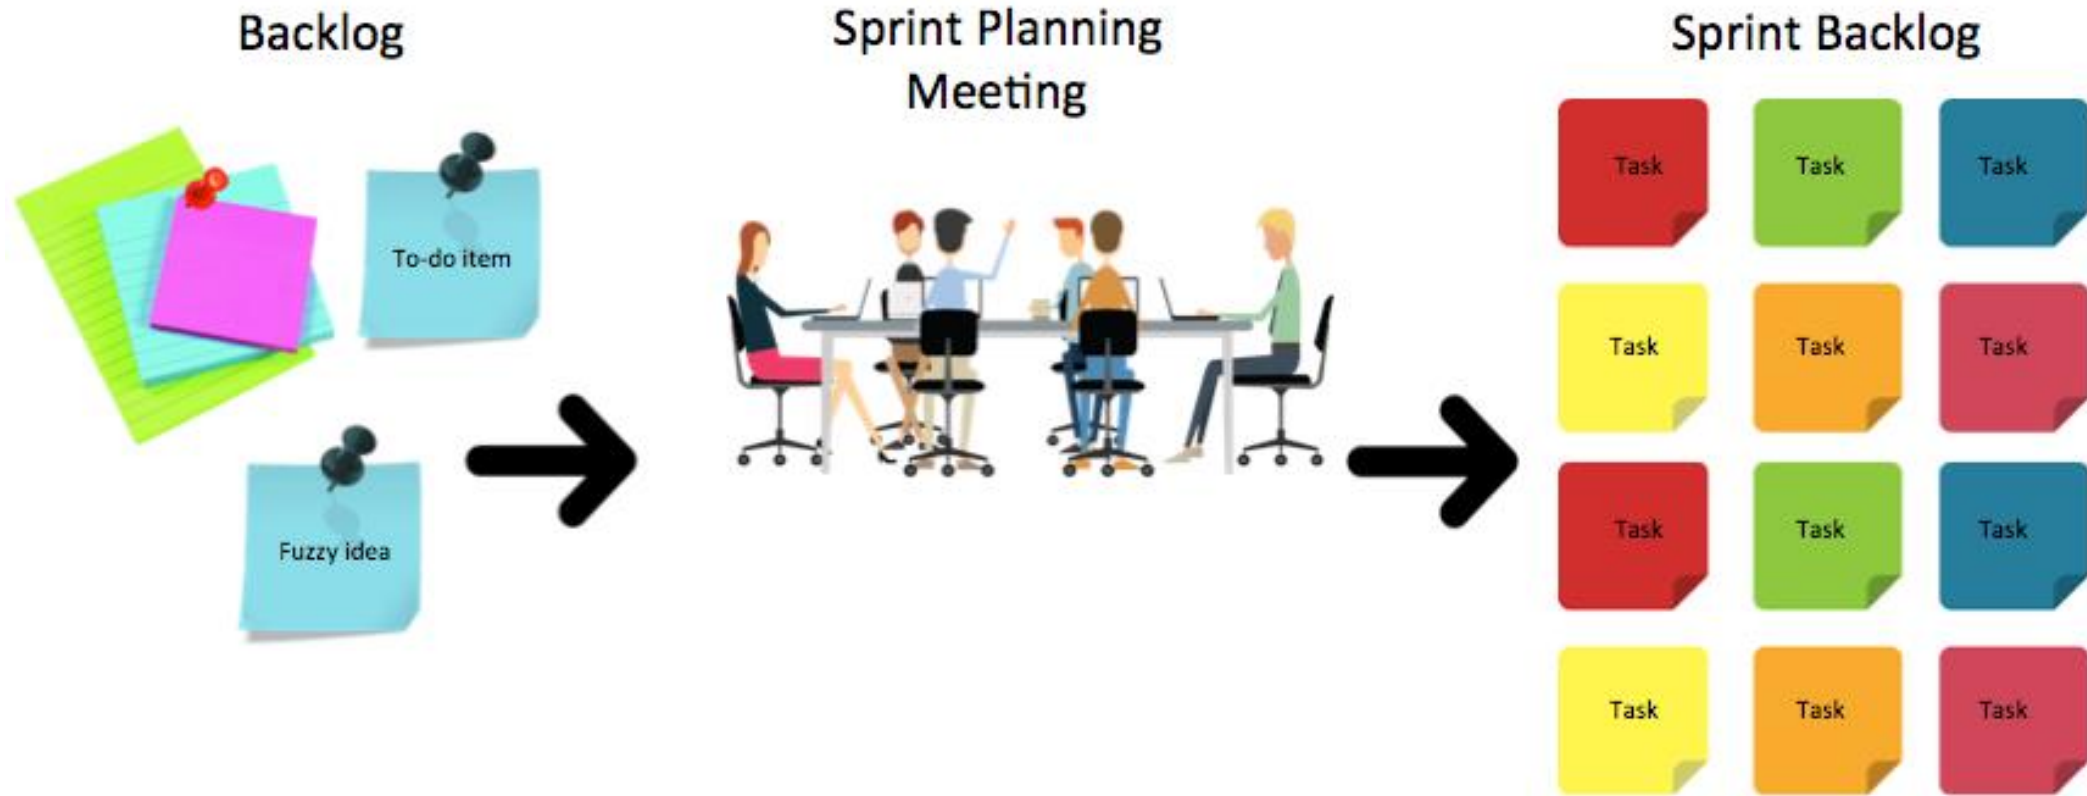 Backlog
To-do item
Fuzzy idea
Sprint Planning
Meeting
Sprint Backlog
Task
Task
Task
Task
Task
Task
Task
Task
Task
Task
Task
Task